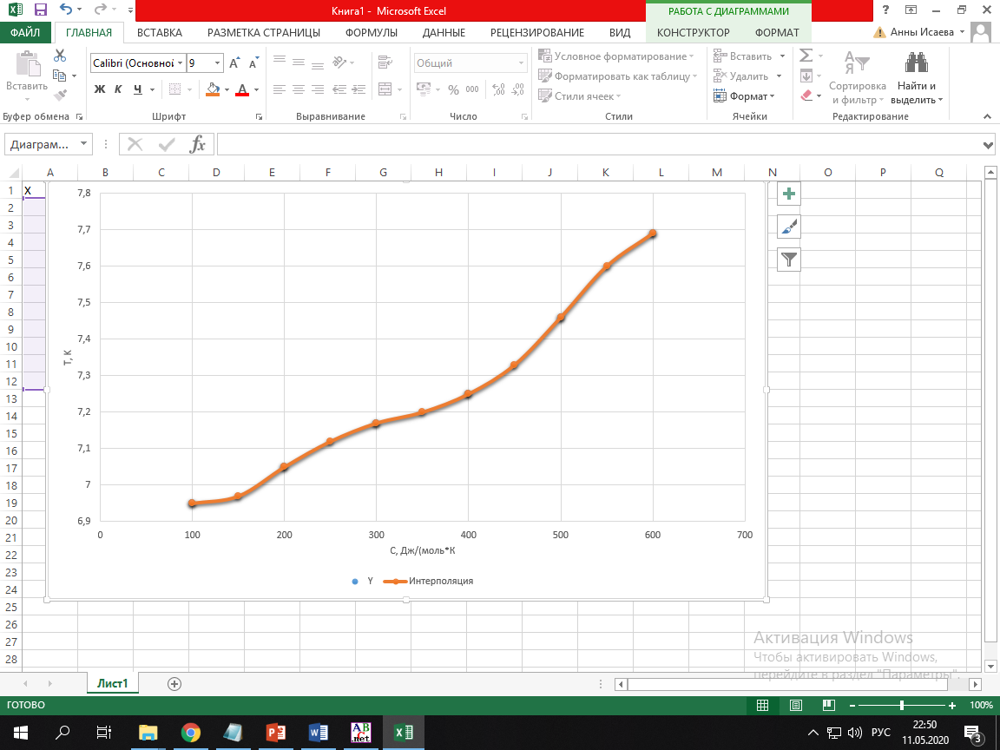 Книга1 - Microsoft Excel
РАБОТА С ДИАГРАММАМИ
?
ФАЙЛ ГЛАВНАЯ ВСТАВКА РАЗМЕТКА СТРАНИЦЫ ФОРМУЛЫ ДАННЫЕ РЕЦЕНЗИРОВАНИЕ ВИД КОНСТРУКТОР ФОРМАТ Анны Исаева
Вставить
Calibri (Основной 9 А А
Ж К Ч А
Общий
% 000
Условное форматирование
Форматировать как таблицу
Стили ячеек
Вставить
Удалить
Формат
Сортировка и фильтр
Найти и выделить
Буфер обмена Шрифт Выравнивание Число Стили Ячейки Редактирование
Диаграм... fx
A B C D E F G H I J K L M N O P Q
1 X
2
3
4
5
6
7
8
9
10
11
12
13
14
15
16
17
18
19
20
21
22
23
24
25
26
27
28
7,8
7,7
7,6
7,5
7,4
7,3
7,2
7,1
7
6,9
Т, К
0 100 200 300 400 500 600 700
С, Дж/(моль*К
Y Интерполяция
Активация Windows
Чтобы активировать Windows,
перейдите в раздел "Параметры".
Лист1
ГОТОВО 100%
РУС 22:50
11.05.2020
3